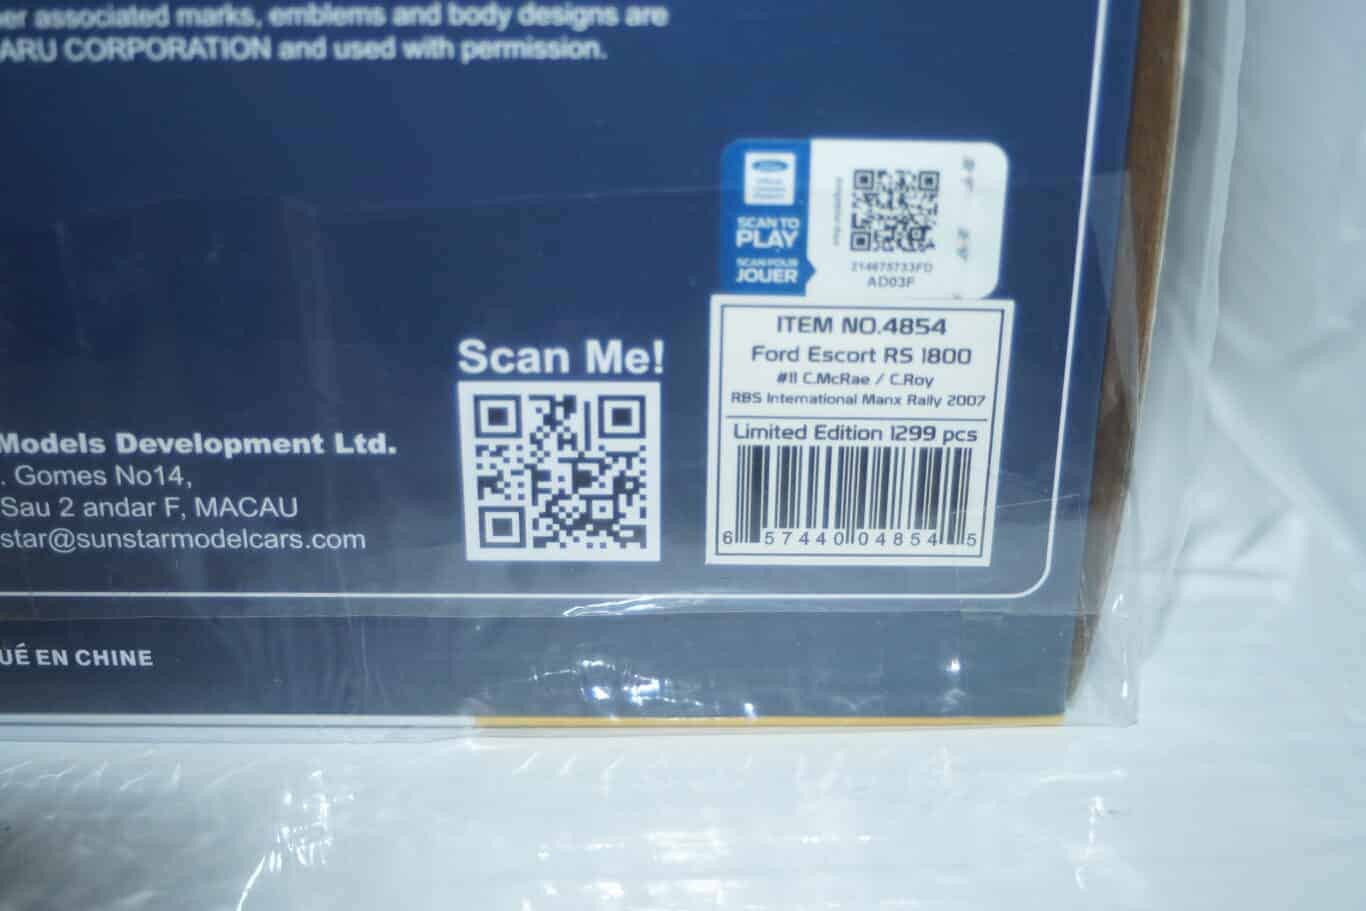 er associated marks, emblems and body designs are
ARU CORPORATION and used with permission.
SCAN TO
PLAY
SCAN POUR
JOUER
214675733FD
AD03F
ITEM NO.4854
Ford Escort RS 1800
#11 C.McRae / C.Roy
RBS International Manx Rally 2007
Limited Edition 1299 pcs
6 57440 04854 5
Scan Me!
Models Development Ltd.
. Gomes No14,
Sau 2 andar F, MACAU
star@sunstarmodelcars.com
UÉ EN CHINE